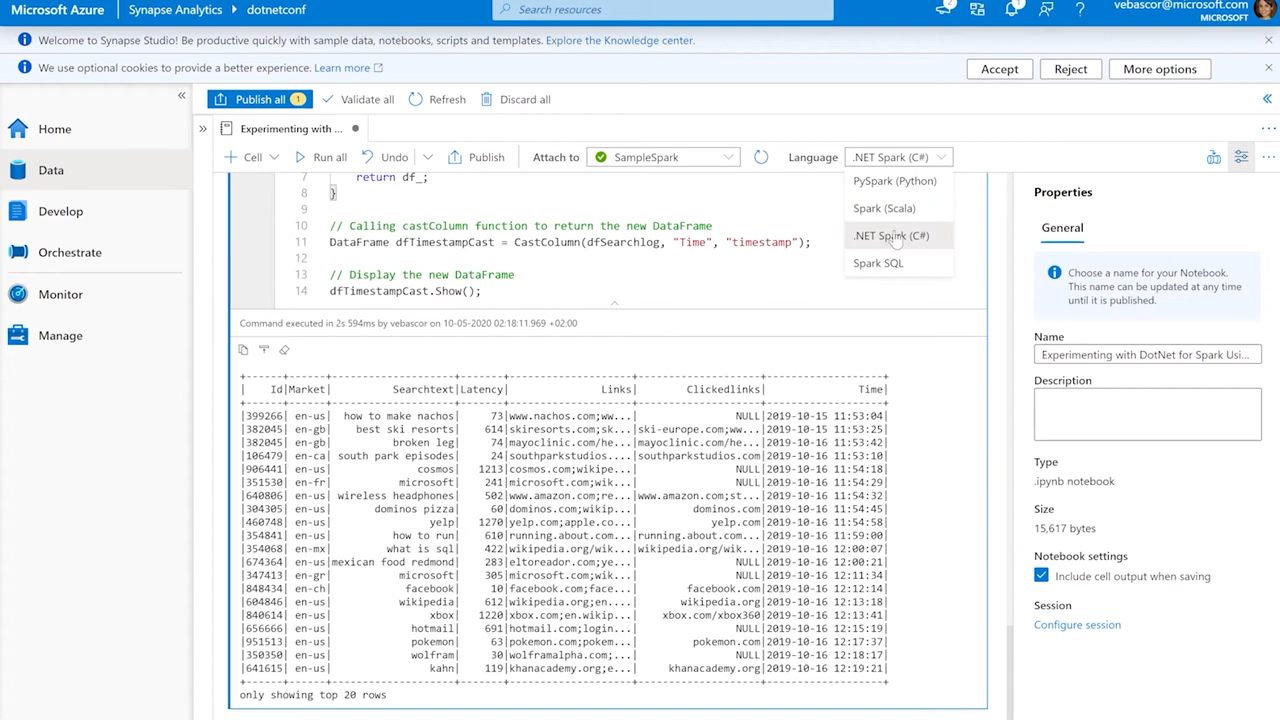 Microsoft Azure Synapse Analytics dotnetconf Search resources 2 1 vebascor@microsoft.com
MICROSOFT
Welcome to Synapse Studio! Be productive quickly with sample data, notebooks, scripts and templates. Explore the Knowledge center.
We use optional cookies to provide a better experience. Learn more Accept Reject More options
Publish all 1 Validate all Refresh Discard all
Home
Data
Develop
Orchestrate
Monitor
Manage
Experimenting with ...
Cell Run all Undo Publish Attach to SampleSpark Language .NET Spark (C#)
PySpark (Python)
Spark (Scala)
.NET Spark (C#)
Spark SQL
7 return df_;
8 }
9
10 // Calling castColumn function to return the new DataFrame
11 DataFrame dfTimestampCast = CastColumn(dfSearchlog, "Time", "timestamp");
12
13 // Display the new DataFrame
14 dfTimestampCast.Show();
Command executed in 2s 594ms by vebascor on 10-05-2020 02:18:11.969 +02:00
+------+------+-------------------+-------+--------------------+--------------------+-------------------+
| Id|Market| Searchtext|Latency| Links| Clickedlinks| Time|
+------+------+-------------------+-------+--------------------+--------------------+-------------------+
|399266| en-us| how to make nachos| 73|www.nachos.com;ww...| NULL|2019-10-15 11:53:04|
|382045| en-gb| best ski resorts| 614|skiresorts.com;sk...|ski-europe.com;ww...|2019-10-15 11:53:25|
|382045| en-gb| broken leg| 74|mayoclinic.com/he...|mayoclinic.com/he...|2019-10-16 11:53:42|
|106479| en-ca| south park episodes| 24|southparkstudios....|southparkstudios.com|2019-10-16 11:53:10|
|906441| en-us| cosmos| 1213|cosmos.com;wikipe...| NULL|2019-10-16 11:54:18|
|351530| en-fr| microsoft| 241|microsoft.com;wik...| NULL|2019-10-16 11:54:29|
|640806| en-us|wireless headphones| 502|www.amazon.com;re...|www.amazon.com;st...|2019-10-16 11:54:32|
|304305| en-us| dominos pizza| 60|dominos.com;wikip...| dominos.com|2019-10-16 11:54:45|
|460748| en-us| yelp| 1270|yelp.com;apple.co...| yelp.com|2019-10-16 11:54:58|
|354841| en-us| how to run| 610|running.about.com...|running.about.com...|2019-10-16 11:59:00|
|354068| en-mx| what is sql| 422|wikipedia.org/wik...|wikipedia.org/wik...|2019-10-16 12:00:07|
|674364| en-us|mexican food redmond| 283|eltoreador.com;ye...| NULL|2019-10-16 12:00:21|
|347413| en-gr| microsoft| 305|microsoft.com;wik...| NULL|2019-10-16 12:11:34|
|848434| en-ch| facebook| 10|facebook.com;face...| facebook.com|2019-10-16 12:12:14|
|604846| en-us| wikipedia| 612|wikipedia.org;en....| wikipedia.org|2019-10-16 12:13:18|
|840614| en-us| xbox| 1220|xbox.com;en.wikip...| xbox.com/xbox360|2019-10-16 12:13:41|
|656666| en-us| hotmail| 691|hotmail.com;login...| NULL|2019-10-16 12:15:19|
|951513| en-us| pokemon| 63|pokemon.com;pokem...| pokemon.com|2019-10-16 12:17:37|
|350350| en-us| wolfram| 30|wolframalpha.com;...| NULL|2019-10-16 12:18:17|
|641615| en-us| kahn| 119|khanacademy.org;e...| khanacademy.org|2019-10-16 12:19:21|
+------+------+-------------------+-------+--------------------+--------------------+-------------------+
only showing top 20 rows
Properties
General
Choose a name for your Notebook.
This name can be updated at any time
until it is published.
Name
Experimenting with DotNet for Spark Usi...
Description
Type
.ipynb notebook
Size
15,617 bytes
Notebook settings
Include cell output when saving
Session
Configure session